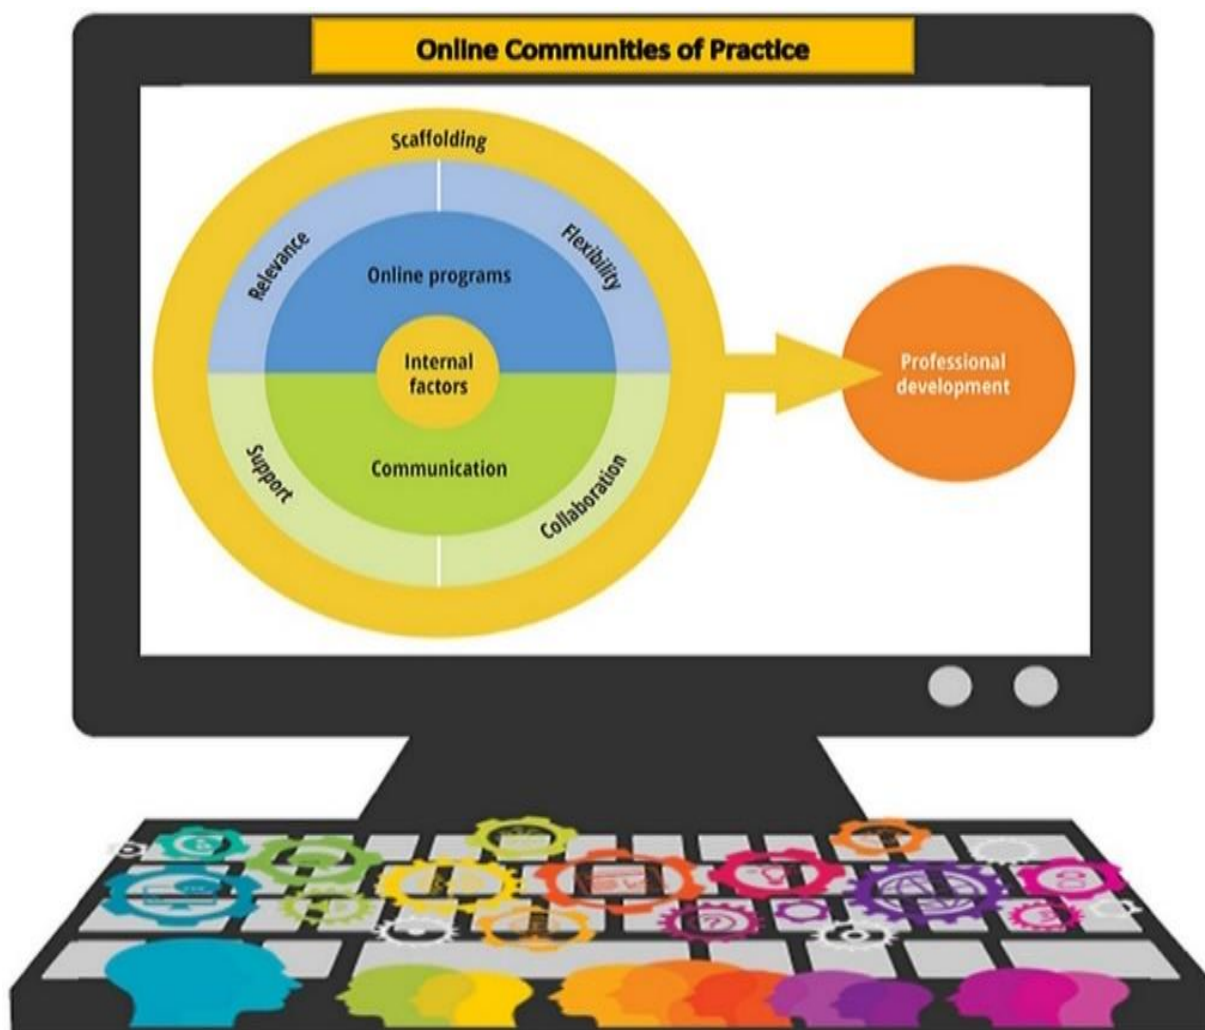 Online Communities of Practice
Scaffolding
Relevance
Flexibility
Online programs
Internal
factors
Professional
development
Communication
Support
Collaboration